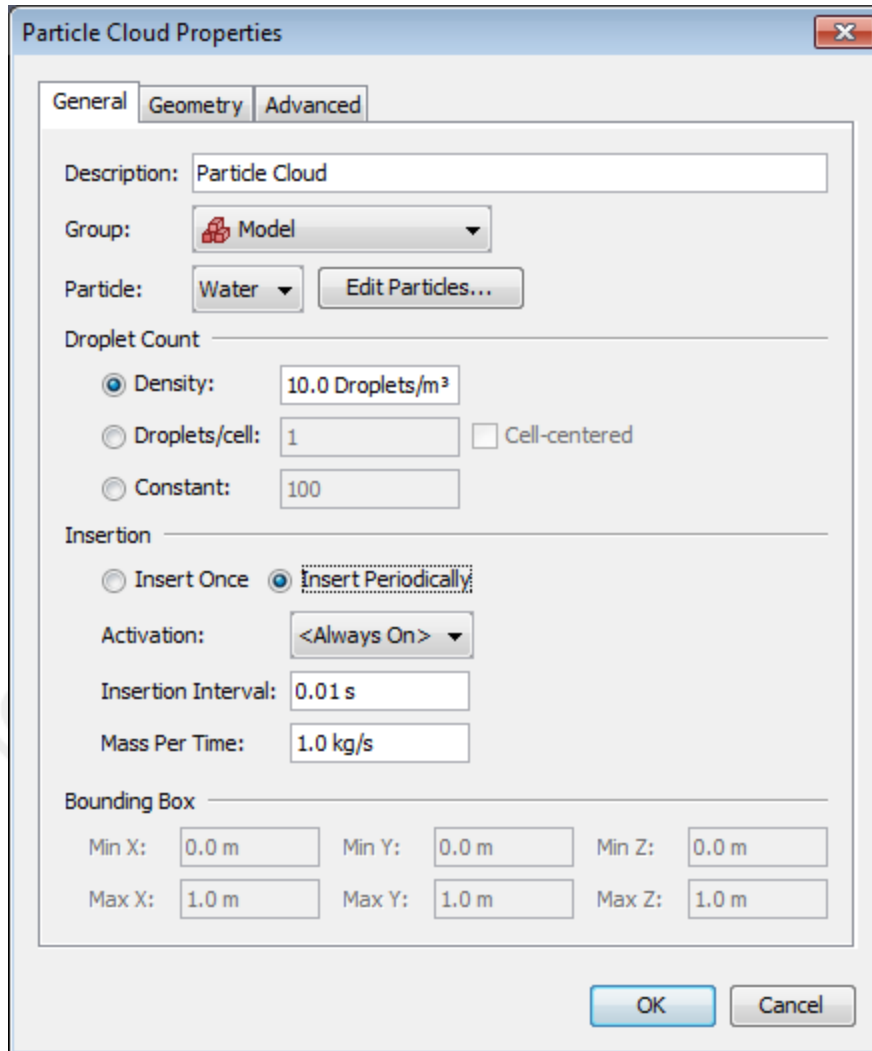 Particle Cloud Properties
General Geometry Advanced
Description: Particle Cloud
Group: Model
Particle: Water Edit Particles...
Droplet Count
Density: 10.0 Droplets/m³
Droplets/cell: 1 Cell-centered
Constant: 100
Insertion
Insert Once Insert Periodically
Activation: <Always On>
Insertion Interval: 0.01 s
Mass Per Time: 1.0 kg/s
Bounding Box
Min X: 0.0 m Min Y: 0.0 m Min Z: 0.0 m
Max X: 1.0 m Max Y: 1.0 m Max Z: 1.0 m
OK Cancel